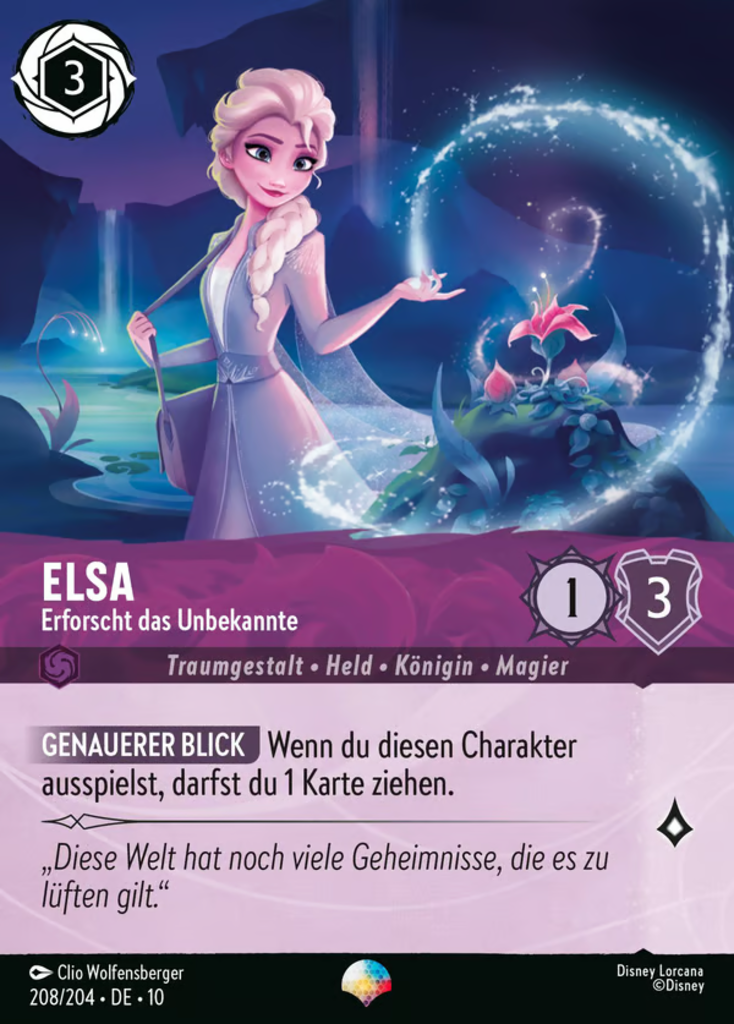 3
ELSA
Erforscht das Unbekannte
1
3
Traumgestalt • Held • Königin • Magier
GENAUERER BLICK Wenn du diesen Charakter
ausspielst, darfst du 1 Karte ziehen.
„Diese Welt hat noch viele Geheimnisse, die es zu
lüften gilt.“
Clio Wolfensberger
208/204 • DE • 10
Disney Lorcana
©Disney